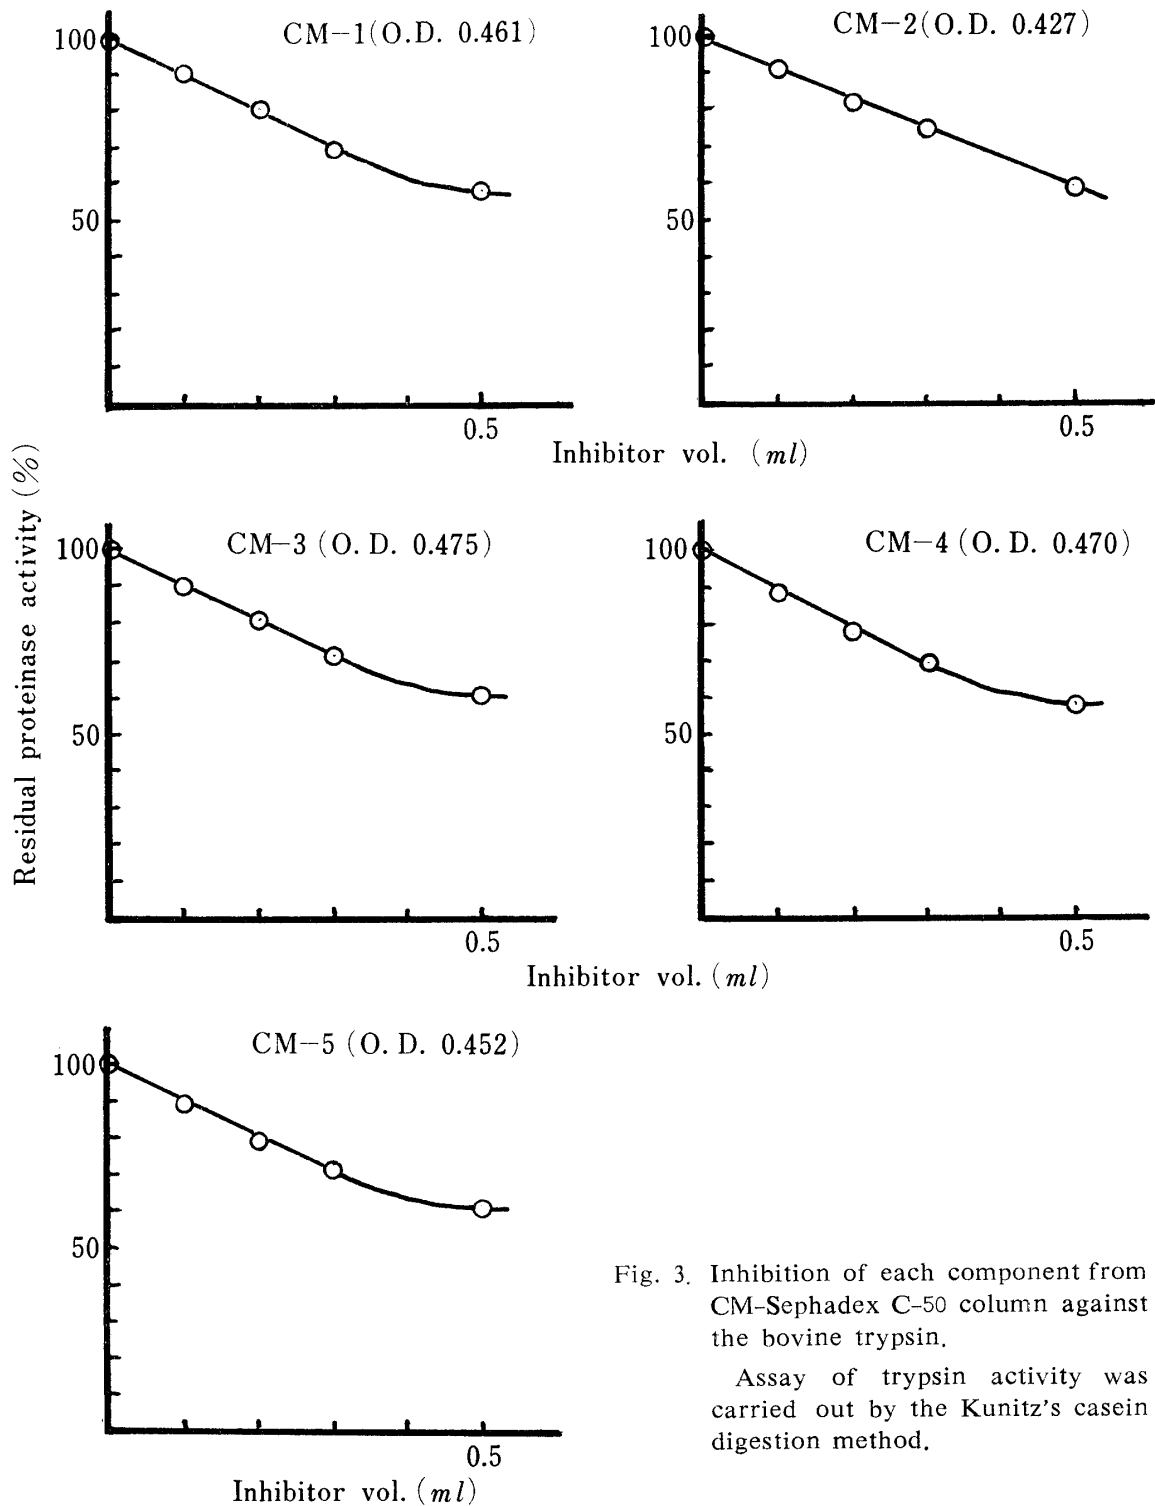 CM-1(O.D. 0.461)
100
50
0.5
CM-2(O.D. 0.427)
100
50
0.5
Inhibitor vol. (ml)
Residual proteinase activity (%)
CM-3 (O. D. 0.475)
100
50
0.5
CM-4 (O. D. 0.470)
100
50
0.5
Inhibitor vol. (ml)
CM-5 (O. D. 0.452)
100
50
0.5
Inhibitor vol. (ml)
Fig. 3. Inhibition of each component from
CM-Sephadex C-50 column against
the bovine trypsin.
Assay of trypsin activity was
carried out by the Kunitz's casein
digestion method.